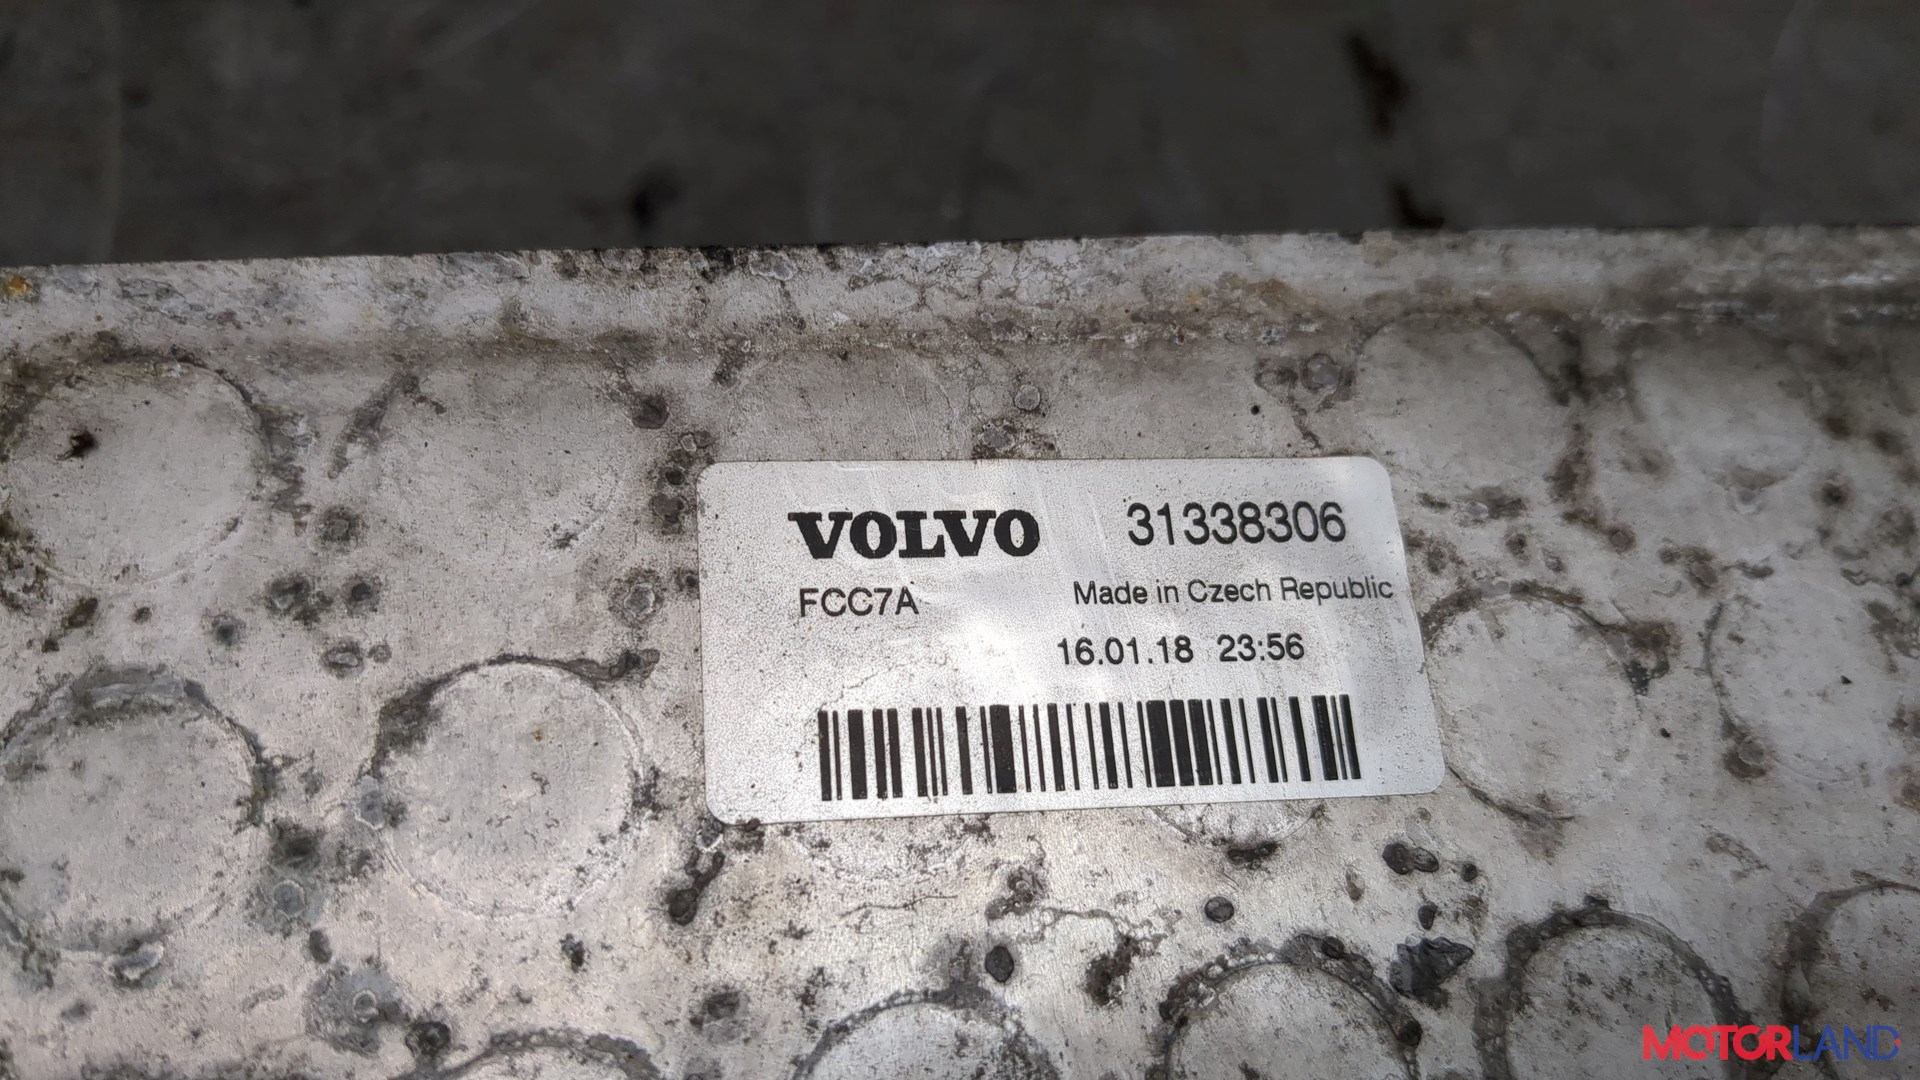 VOLVO 31338306
FCC7A Made in Czech Republic
16.01.18 23:56
MOTORLAND